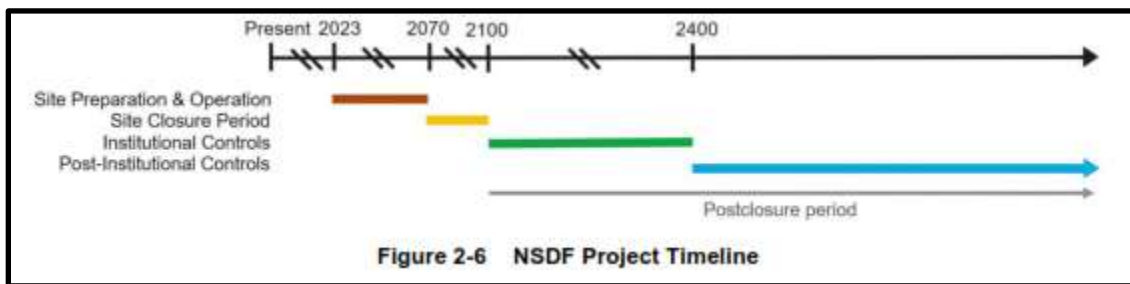 Present 2023 2070 2100 2400
Site Preparation & Operation
Site Closure Period
Institutional Controls
Post-Institutional Controls
Postclosure period
Figure 2-6 NSDF Project Timeline